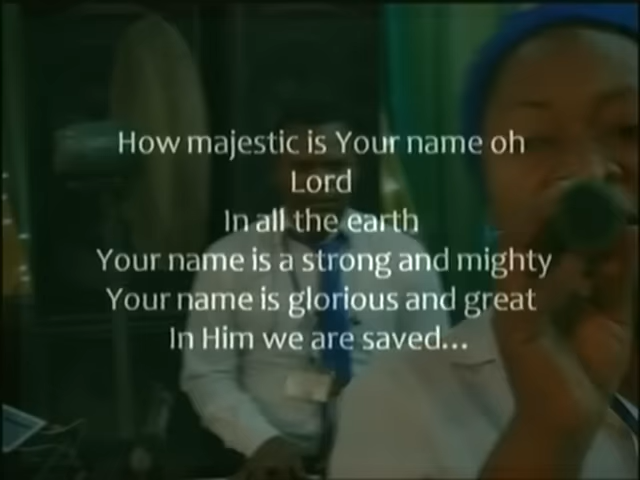 How majestic is Your name oh
Lord
In all the earth
Your name is a strong and mighty
Your name is glorious and great
In Him we are saved...